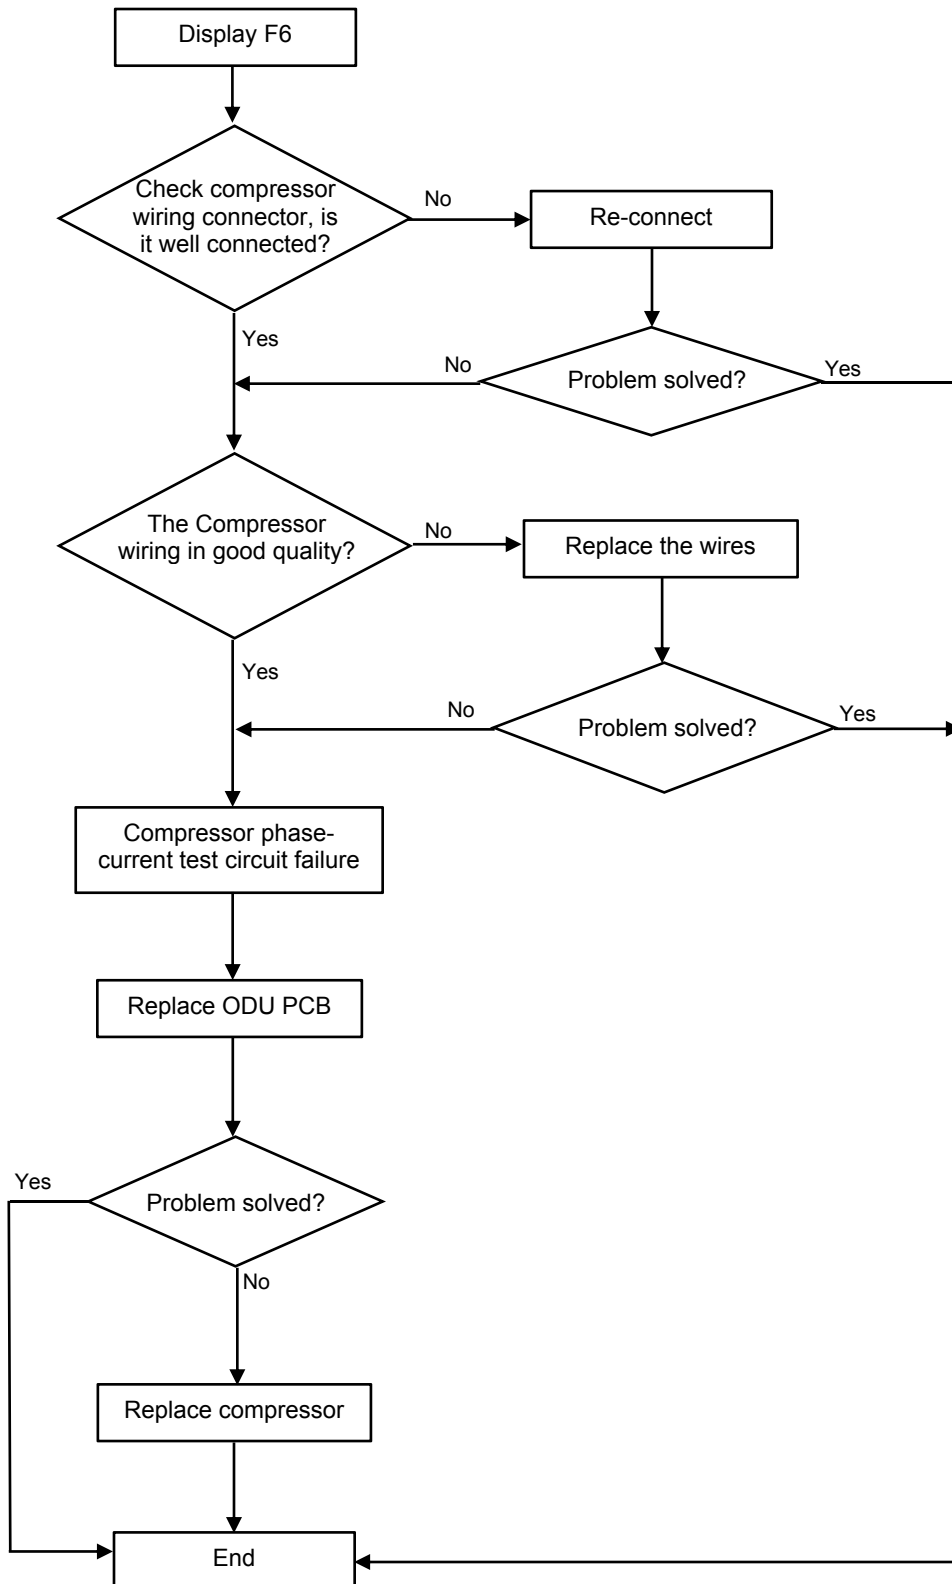 Display F6
Check compressor
wiring connector, is
it well connected?
No
Re-connect
Yes
No
Problem solved?
Yes
The Compressor
wiring in good quality?
No
Replace the wires
Yes
No
Problem solved?
Yes
Compressor phase-
current test circuit failure
Replace ODU PCB
Yes
Problem solved?
No
Replace compressor
End